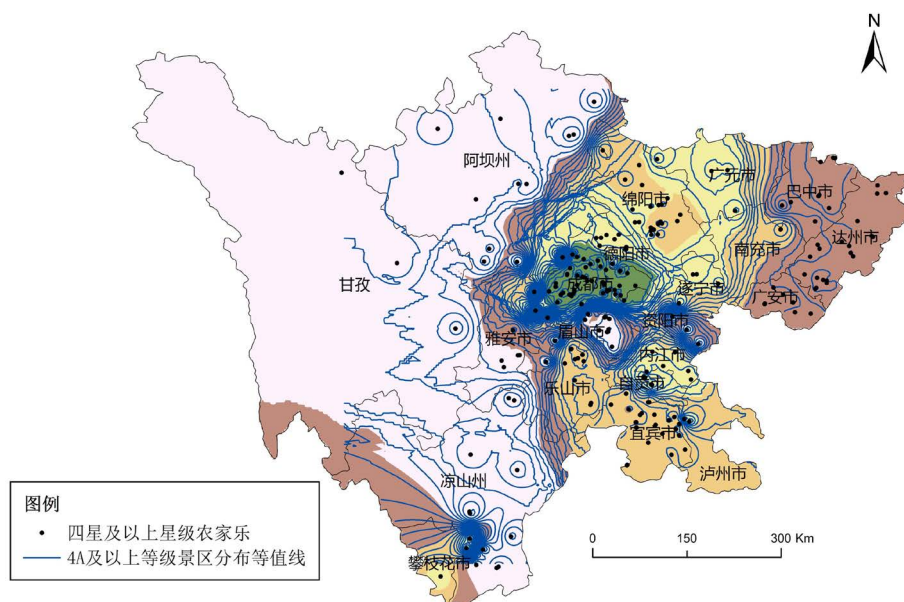 N
阿坝州
广元市
巴中市
绵阳市
达州市
南充市
德阳市
甘孜
成都市
遂宁市
广安市
资阳市
眉山市
雅安市
内江市
自贡市
乐山市
宜宾市
泸州市
凉山州
攀枝花市
图例
四星及以上星级农家乐
4A及以上等级景区分布等值线
0 150 300 Km